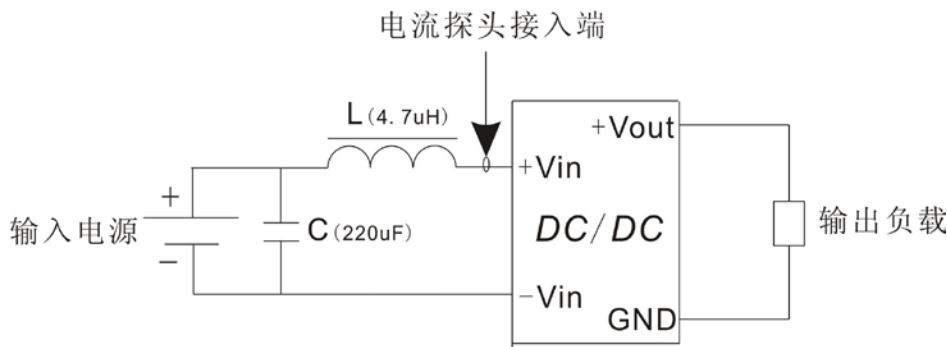 电流探头接入端
L(4.7uH)
+Vout
+Vin
+
输入电源
C(220uF)
DC/DC
输出负载
−
−Vin
GND